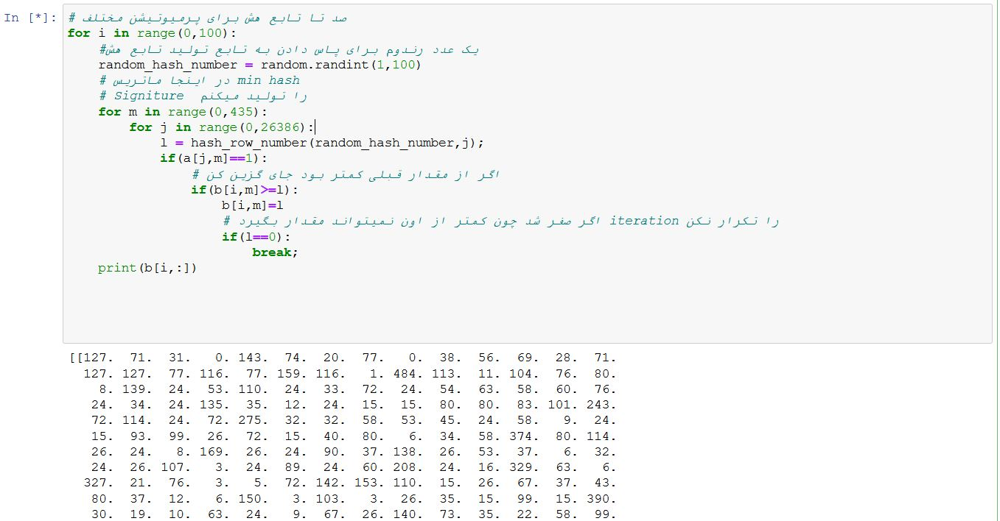 In [*]: # صد تا تابع هش برای پرمیوتیشن مختلف
for i in range(0,100):
    #یک عدد رندوم برای پاس دادن به تابع تولید تابع هش
    random_hash_number = random.randint(1,100)
    # در اینجا ماتریس min hash
    # Signiture را تولید میکنم
    for m in range(0,435):
        for j in range(0,26386):
            l = hash_row_number(random_hash_number,j);
            if(a[j,m]==1):
                # اگر از مقدار قبلی کمتر بود جای گزین کن
                if(b[i,m]>=l):
                    b[i,m]=l
                    # اگر صفر شد چون کمتر از اون نمیتواند مقدار بگیرد iteration را تکرار نکن
                    if(l==0):
                        break;
    print(b[i,:])
[[127. 71. 31. 0. 143. 74. 20. 77. 0. 38. 56. 69. 28. 71.
127. 127. 77. 116. 77. 159. 116. 1. 484. 113. 11. 104. 76. 80.
8. 139. 24. 53. 110. 24. 33. 72. 24. 54. 63. 58. 60. 76.
24. 34. 24. 135. 35. 12. 24. 15. 15. 80. 80. 83. 101. 243.
72. 114. 24. 72. 275. 32. 32. 58. 53. 45. 24. 58. 9. 24.
15. 93. 99. 26. 72. 15. 40. 80. 6. 34. 58. 374. 80. 114.
26. 24. 8. 169. 26. 24. 90. 37. 138. 26. 53. 37. 6. 32.
24. 26. 107. 3. 24. 89. 24. 60. 208. 24. 16. 329. 63. 6.
327. 21. 76. 3. 5. 72. 142. 153. 110. 15. 26. 67. 37. 43.
80. 37. 12. 6. 150. 3. 103. 3. 26. 35. 15. 99. 15. 390.
30. 19. 10. 63. 24. 9. 67. 26. 140. 73. 35. 22. 58. 99.